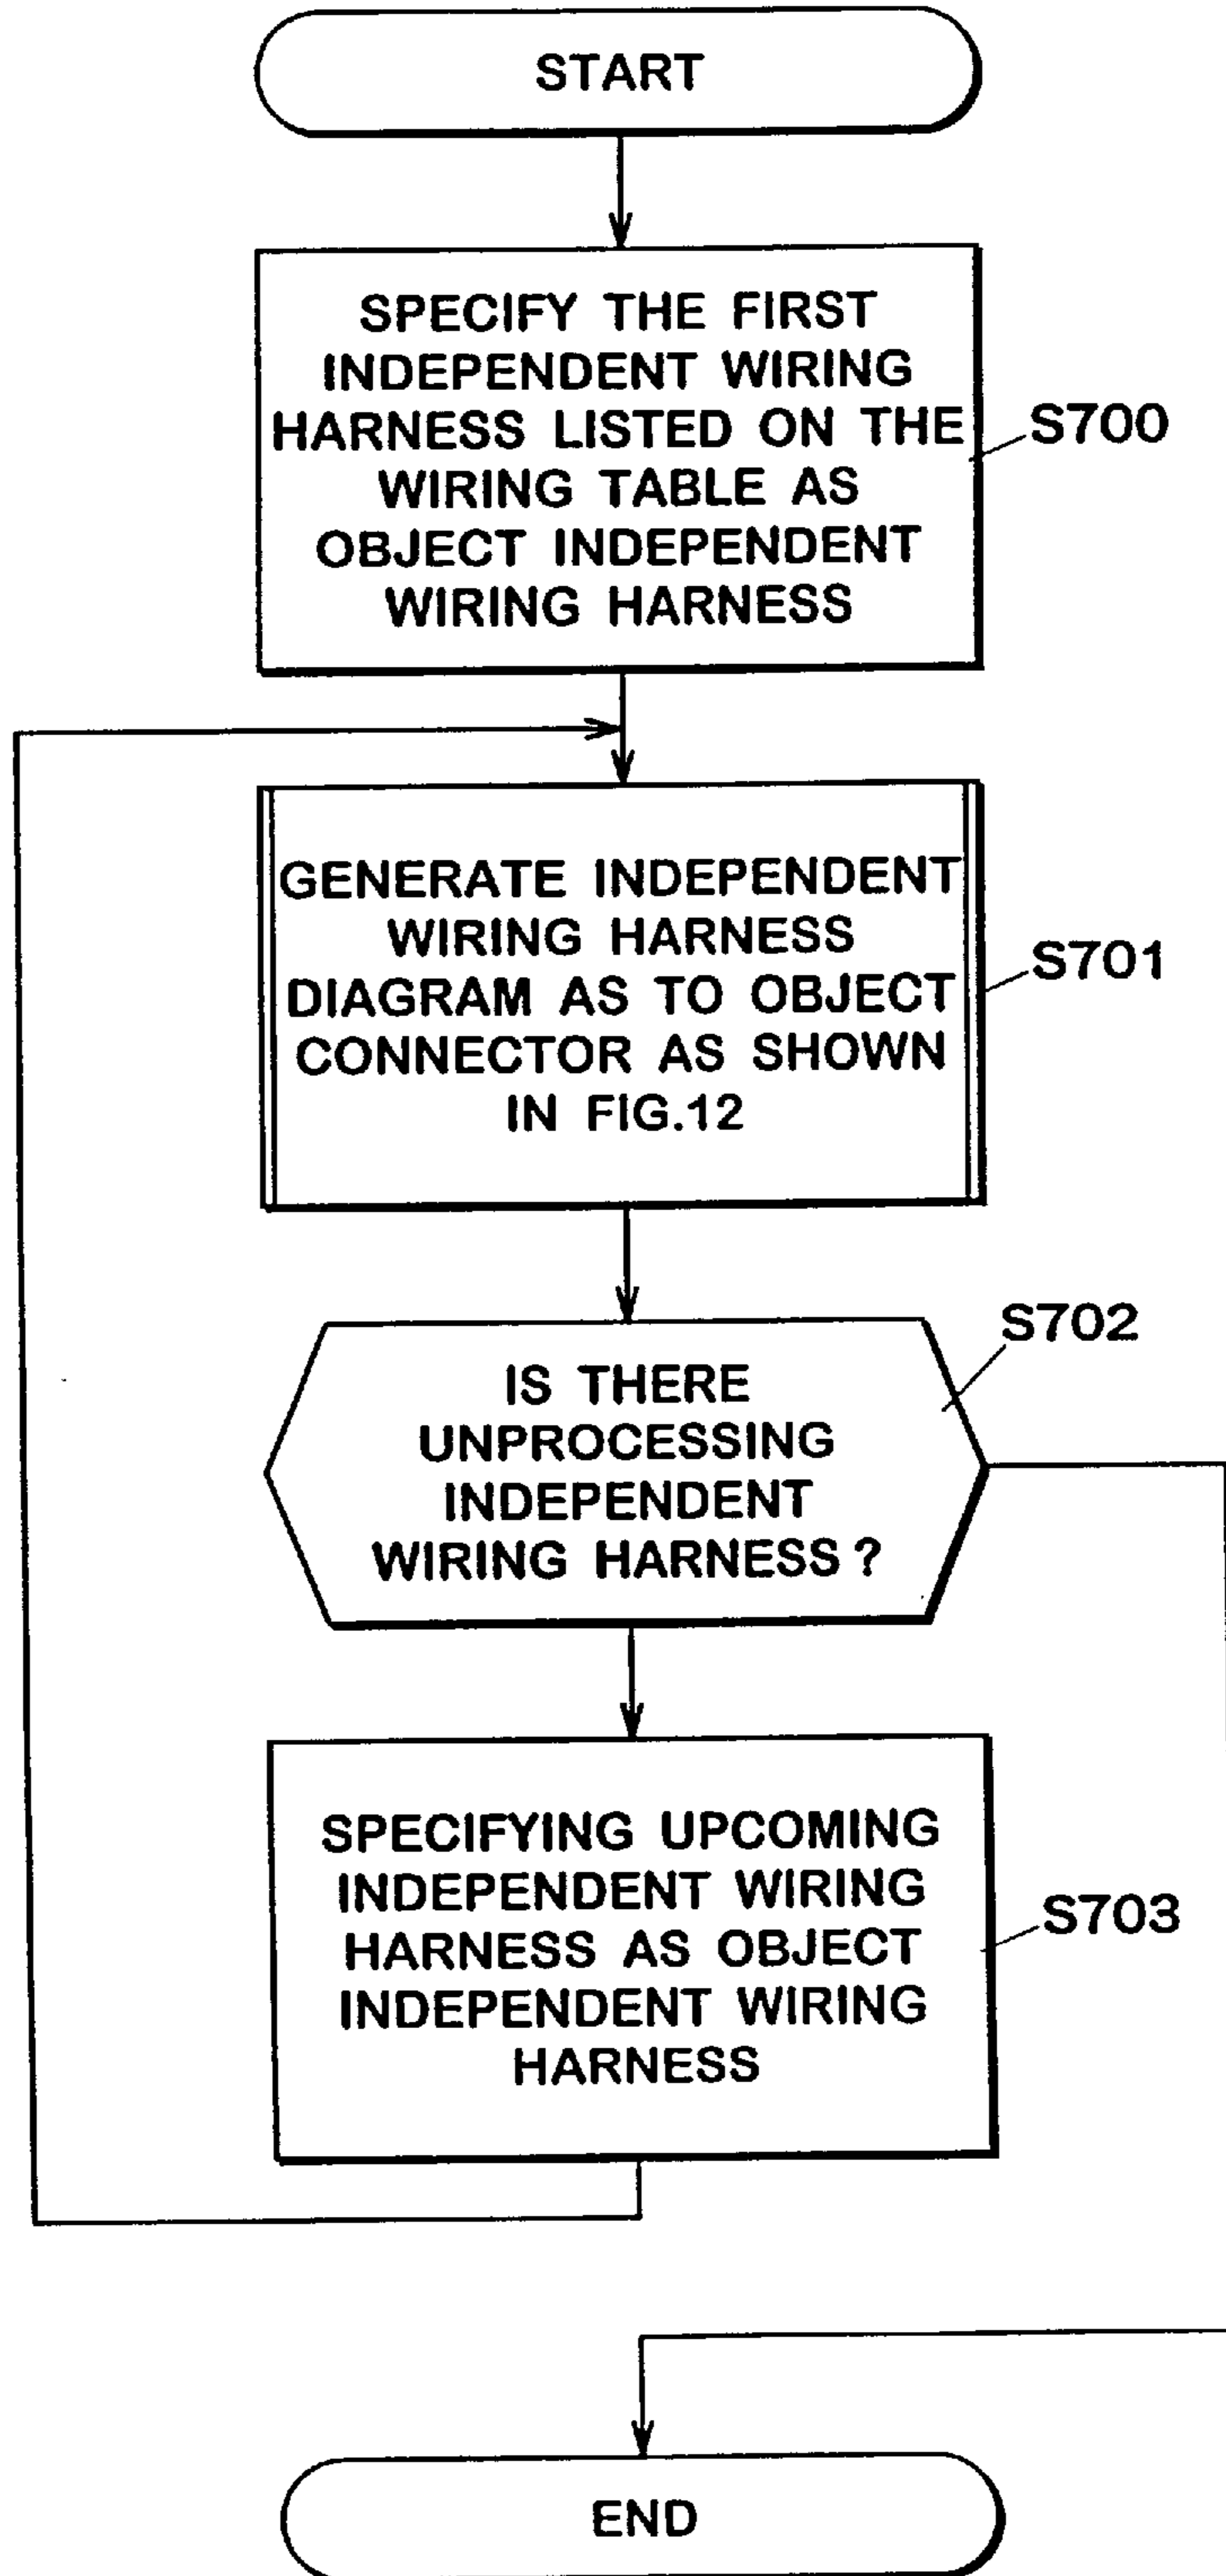 START
SPECIFY THE FIRST
INDEPENDENT WIRING
HARNESS LISTED ON THE
WIRING TABLE AS
OBJECT INDEPENDENT
WIRING HARNESS
S700
GENERATE INDEPENDENT
WIRING HARNESS
DIAGRAM AS TO OBJECT
CONNECTOR AS SHOWN
IN FIG.12
S701
IS THERE
UNPROCESSING
INDEPENDENT
WIRING HARNESS ?
S702
SPECIFYING UPCOMING
INDEPENDENT WIRING
HARNESS AS OBJECT
INDEPENDENT WIRING
HARNESS
S703
END